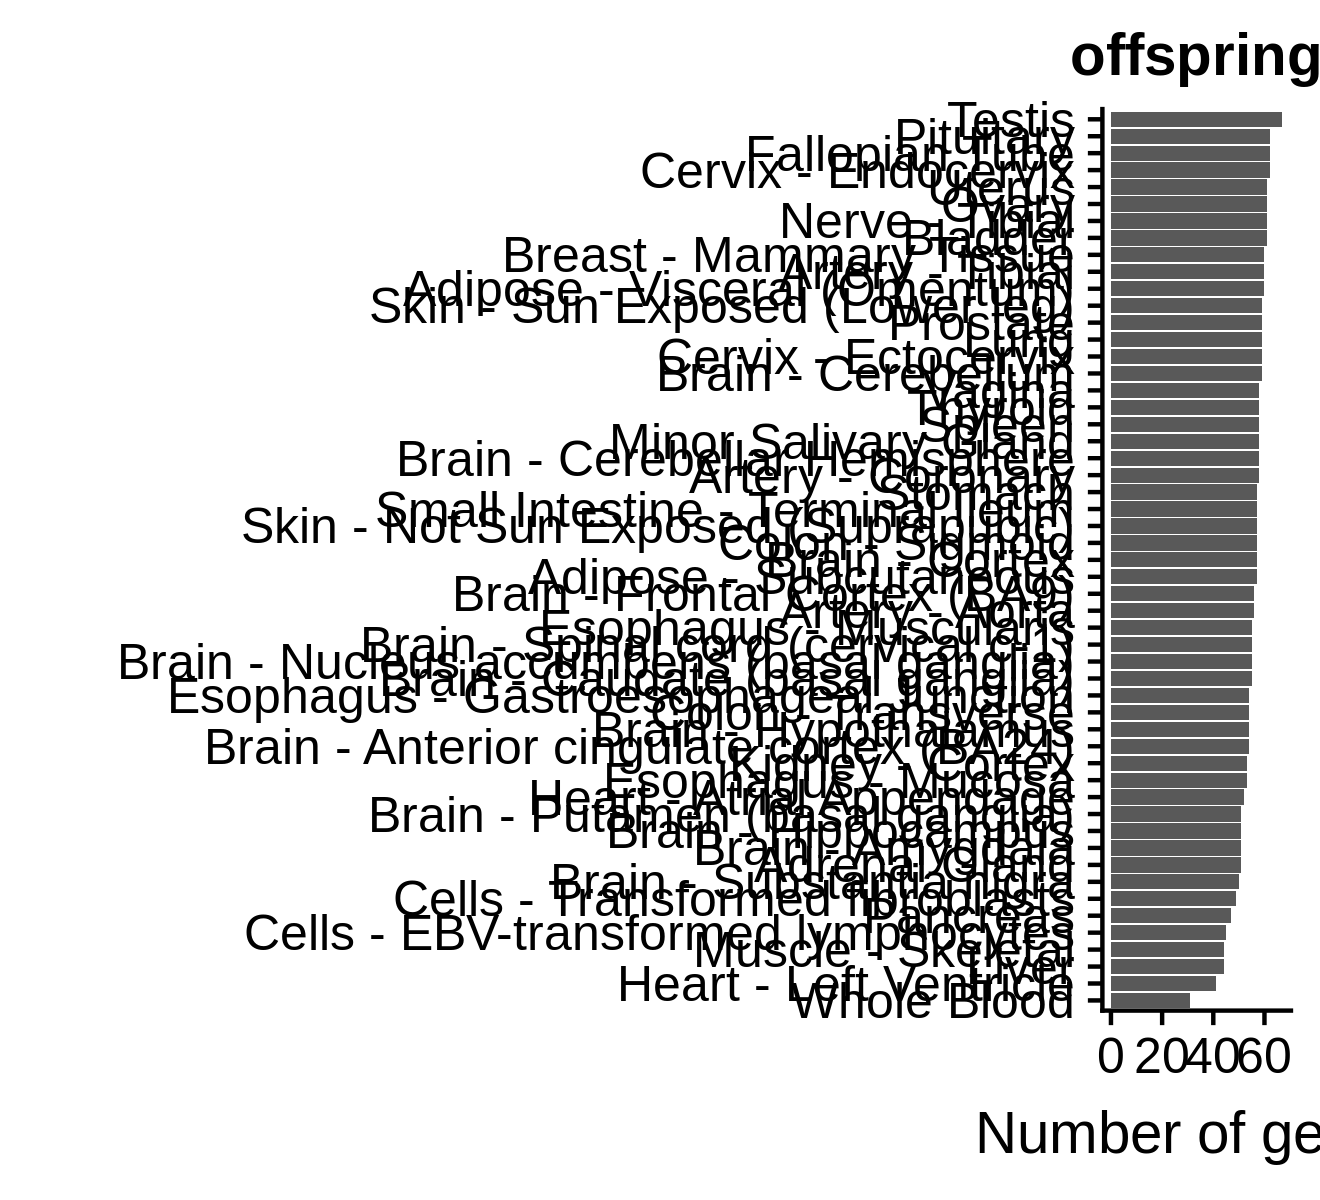 offspring
Testis
Pituitary
Fallopian Tube
Cervix - Endocervix
Uterus
Ovary
Nerve - Tibial
Bladder
Breast - Mammary Tissue
Artery - Tibial
Adipose - Visceral (Omentum)
Skin - Sun Exposed (Lower leg)
Prostate
Lung
Cervix - Ectocervix
Brain - Cerebellum
Vagina
Thyroid
Spleen
Minor Salivary Gland
Brain - Cerebellar Hemisphere
Artery - Coronary
Stomach
Small Intestine - Terminal Ileum
Skin - Not Sun Exposed (Suprapubic)
Colon - Sigmoid
Brain - Cortex
Adipose - Subcutaneous
Brain - Frontal Cortex (BA9)
Artery - Aorta
Esophagus - Muscularis
Brain - Spinal cord (cervical c-1)
Brain - Nucleus accumbens (basal ganglia)
Brain - Caudate (basal ganglia)
Esophagus - Gastroesophageal Junction
Colon - Transverse
Brain - Hypothalamus
Brain - Anterior cingulate cortex (BA24)
Kidney - Cortex
Esophagus - Mucosa
Heart - Atrial Appendage
Brain - Putamen (basal ganglia)
Brain - Hippocampus
Brain - Amygdala
Adrenal Gland
Brain - Substantia nigra
Cells - Transformed fibroblasts
Pancreas
Cells - EBV-transformed lymphocytes
Muscle - Skeletal
Liver
Heart - Left Ventricle
Whole Blood
0 20 40 60
Number of ge